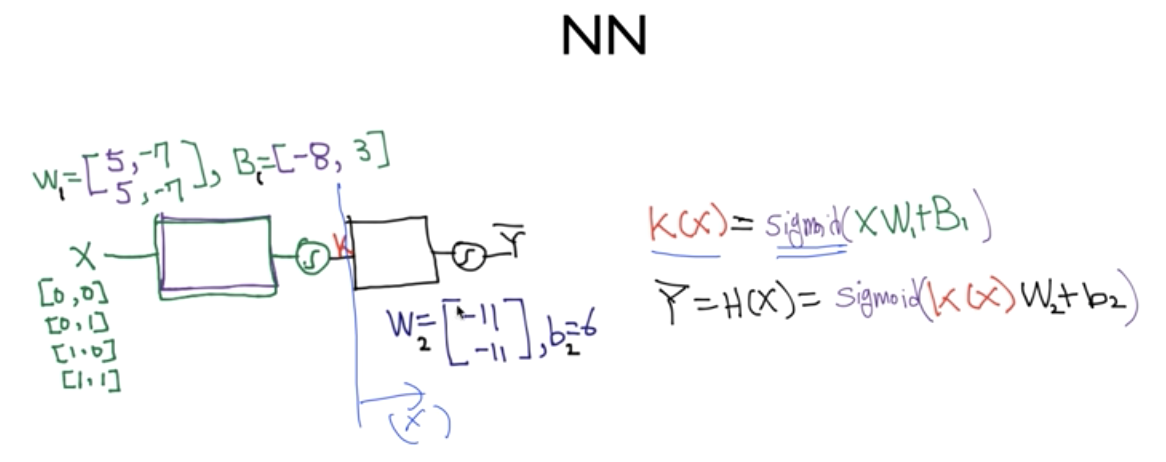 NN
W₁=[5,-7
5,-7], B₁=[-8, 3]
K(X) = Sigmoid(XW₁+B₁)
X
S
K
S
Y̅
[0,0]
[0,1]
[1,0]
[1,1]
Y̅ = H(X) = Sigmoid(K(X)W₂+b₂)
W₂=[-11
-11], b₂=6
(X)